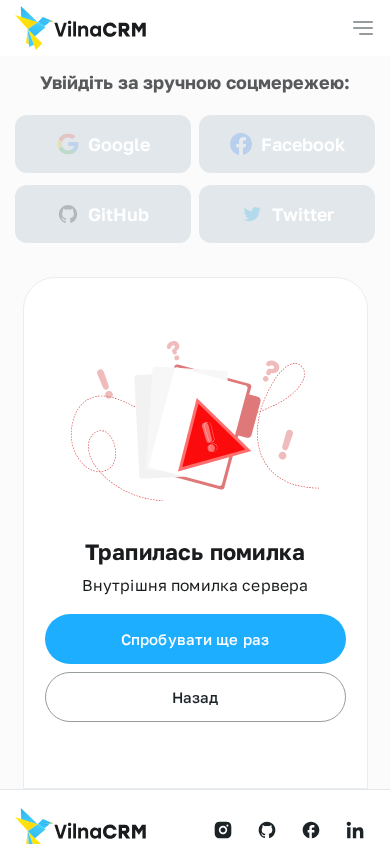 VilnaCRM
Увійдіть за зручною соцмережею:
Google
Facebook
GitHub
Twitter
Трапилась помилка
Внутрішня помилка сервера
Спробувати ще раз
Назад
VilnaCRM